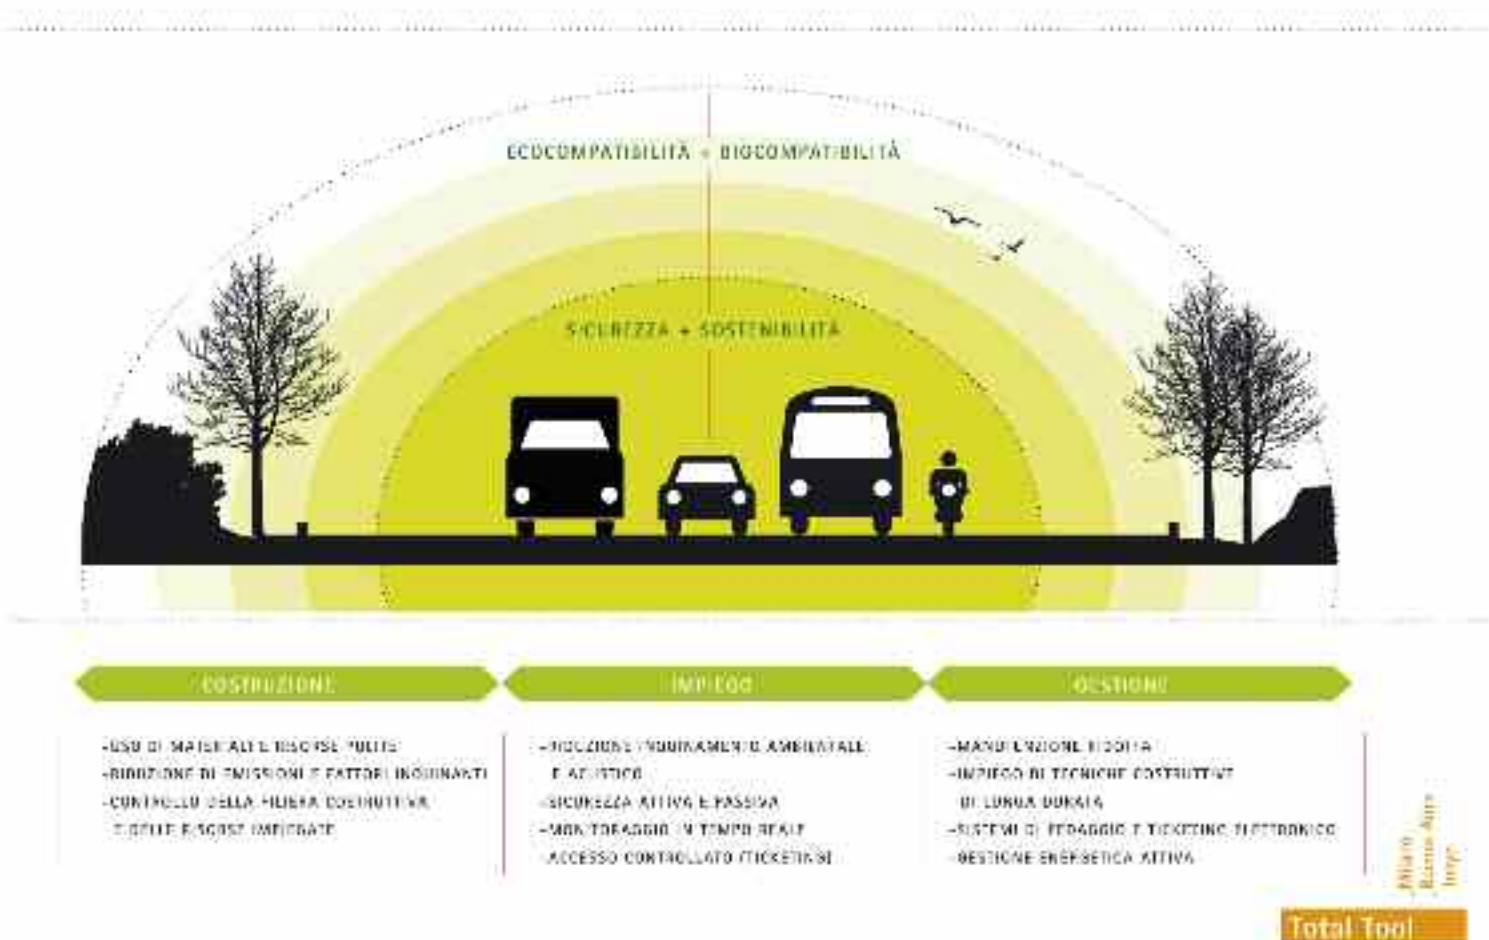 ECOCOMPATIBILITÀ + BIOCOMPATIBILITÀ
SICUREZZA + SOSTENIBILITÀ
COSTRUZIONE
-USO DI MATERIALI E RISORSE PULITE
-RIDUZIONE DI EMISSIONI E FATTORI INQUINANTI
-CONTROLLO DELLA FILIERA COSTRUTTIVA
E DELLE RISORSE IMPIEGATE
IMPIEGO
-RIDUZIONE INQUINAMENTO AMBIENTALE
E ACUSTICO
-SICUREZZA ATTIVA E PASSIVA
-MONITORAGGIO IN TEMPO REALE
-ACCESSO CONTROLLATO (TICKETING)
GESTIONE
-MANUTENZIONE RIDOTTA
-IMPIEGO DI TECNICHE COSTRUTTIVE
DI LUNGA DURATA
-SISTEMI DI PEDAGGIO E TICKETING ELETTRONICO
-GESTIONE ENERGETICA ATTIVA
Milano
Buenos Aires
Total Tool